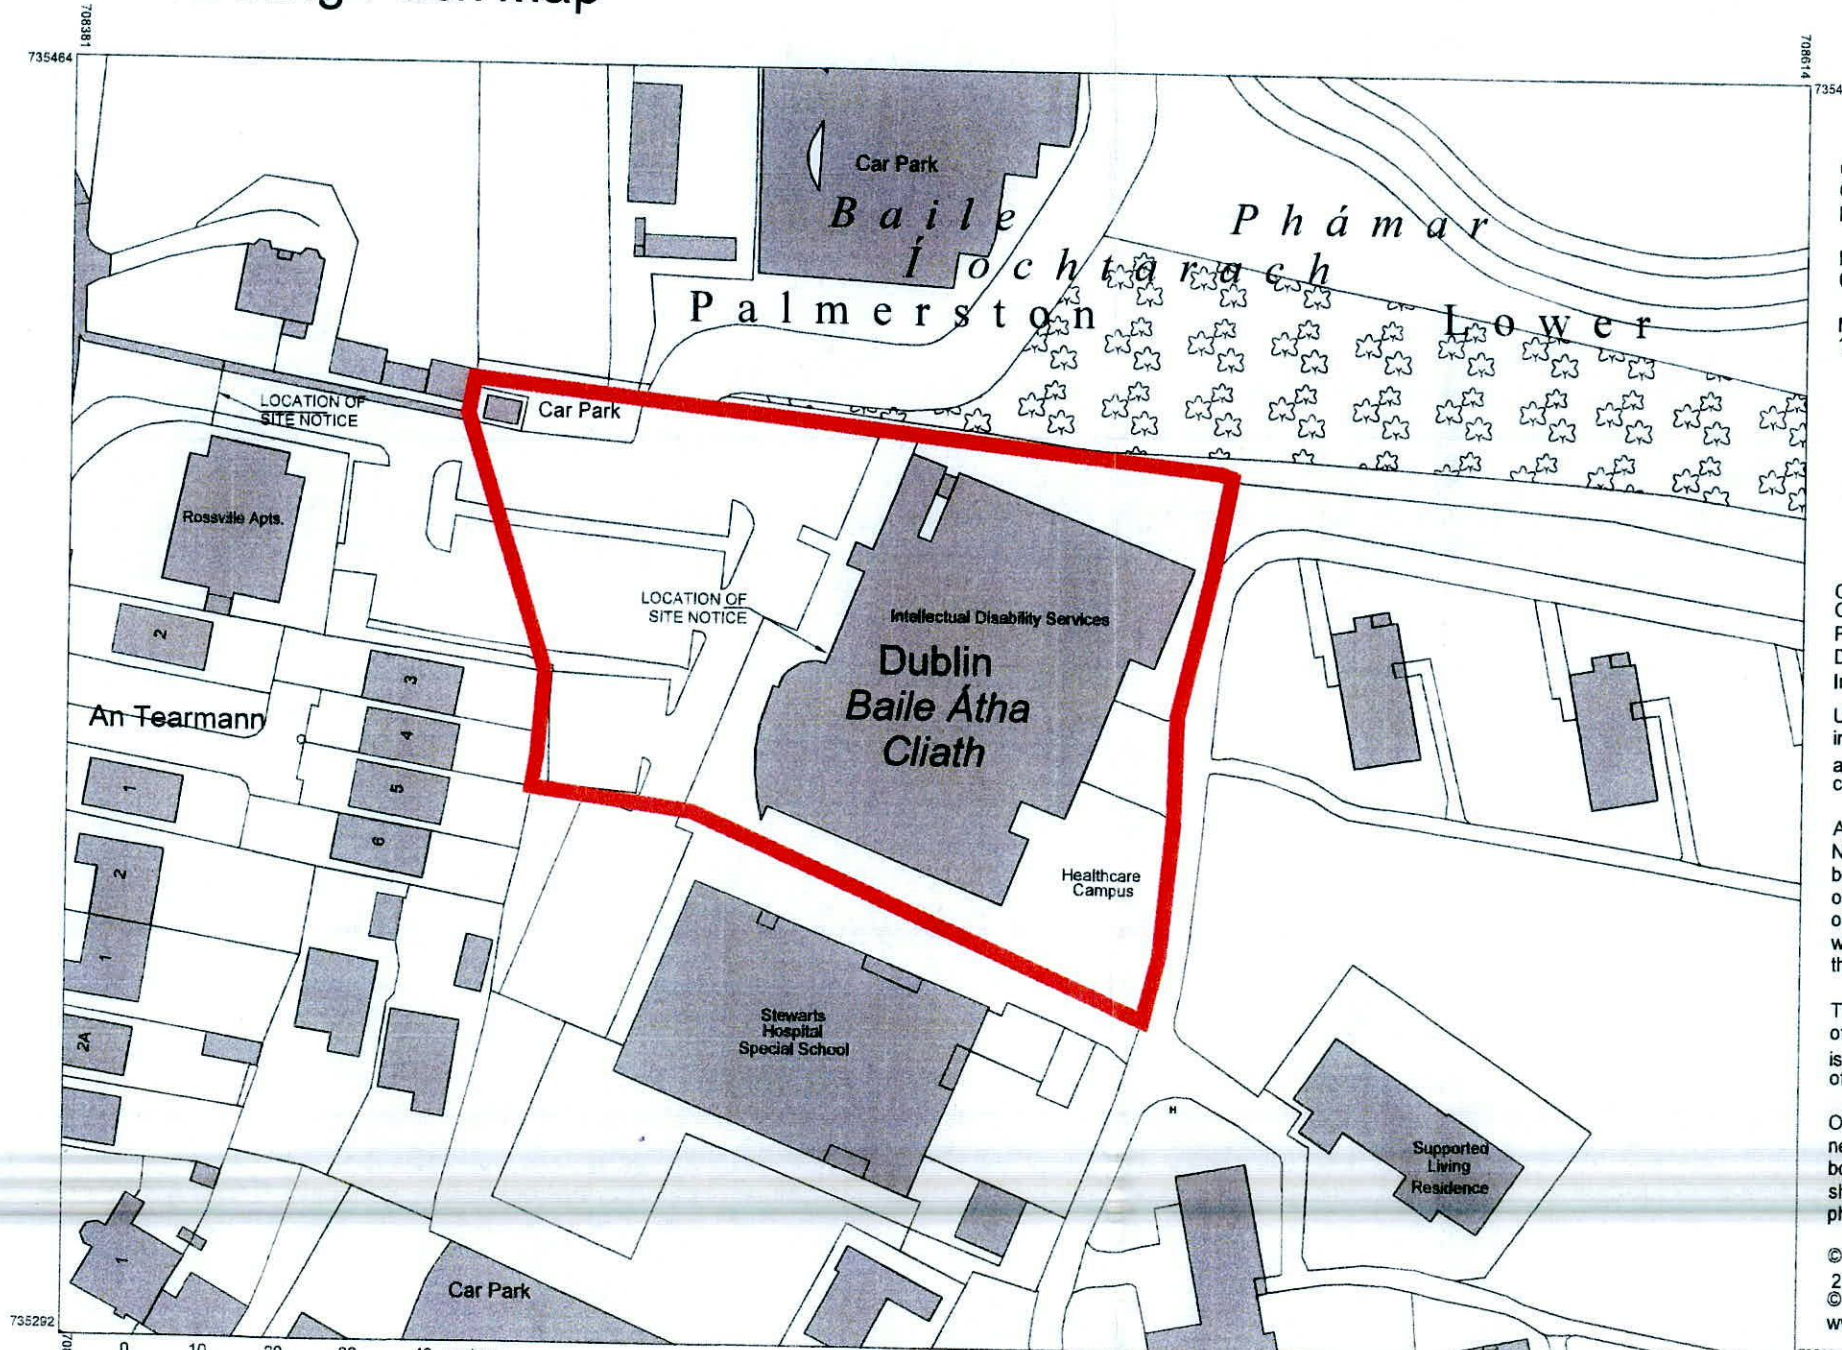 Map
708381
708614
735464
Car Park
Baile Phámar
Íochtarach
Palmerston Lower
LOCATION OF
SITE NOTICE
Car Park
Rossville Apts.
LOCATION OF
SITE NOTICE
Intellectual Disability Services
Dublin
Baile Átha
Cliath
2
3
An Tearmann
4
1
5
6
2
Healthcare
Campus
1
Stewarts
Hospital
Special School
2A
H
Supported
Living
Residence
1
Car Park
735292
0 10